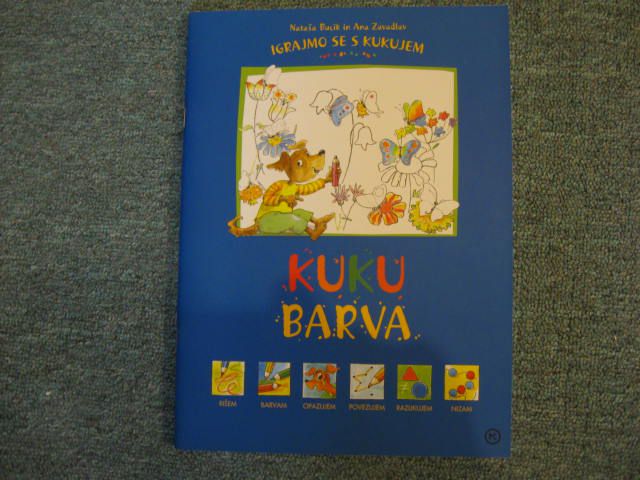 Nataša Bucik in Ana Zavadlav
IGRAJMO SE S KUKUJEM
KUKU
BARVA
RIŠEM
BARVAM
OPAZUJEM
POVEZUJEM
RAZLIKUJEM
NIZAM